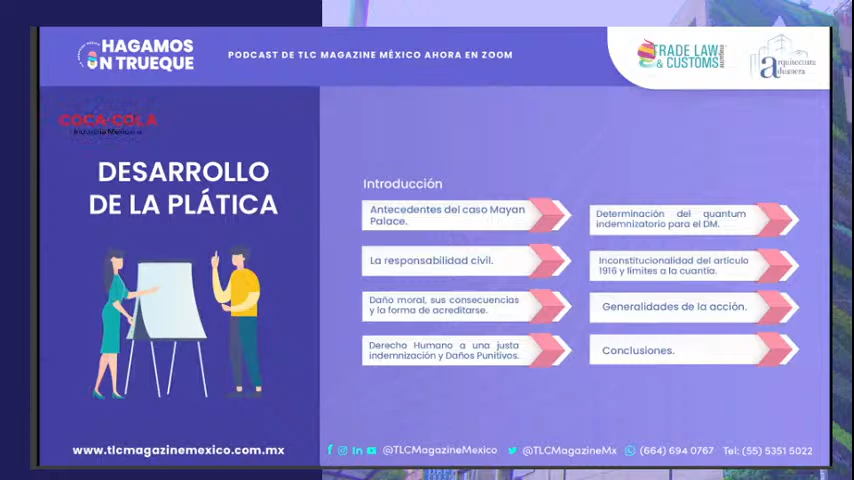 HAGAMOS
UN TRUEQUE
PODCAST DE TLC MAGAZINE MÉXICO AHORA EN ZOOM
TRADE LAW
& CUSTOMS
arquitectura
aduanera
COCA-COLA
Industria Mexicana
DESARROLLO
DE LA PLÁTICA
Introducción
Antecedentes del caso Mayan
Palace.
La responsabilidad civil.
Daño moral, sus consecuencias
y la forma de acreditarse.
Derecho Humano a una justa
indemnización y Daños Punitivos.
Determinación del quantum
indemnizatorio para el DM.
Inconstitucionalidad del artículo
1916 y límites a la cuantía.
Generalidades de la acción.
Conclusiones.
www.tlcmagazinemexico.com.mx
@TLCMagazineMexico
@TLCMagazineMx
(664) 694 0767
Tel: (55) 5351 5022